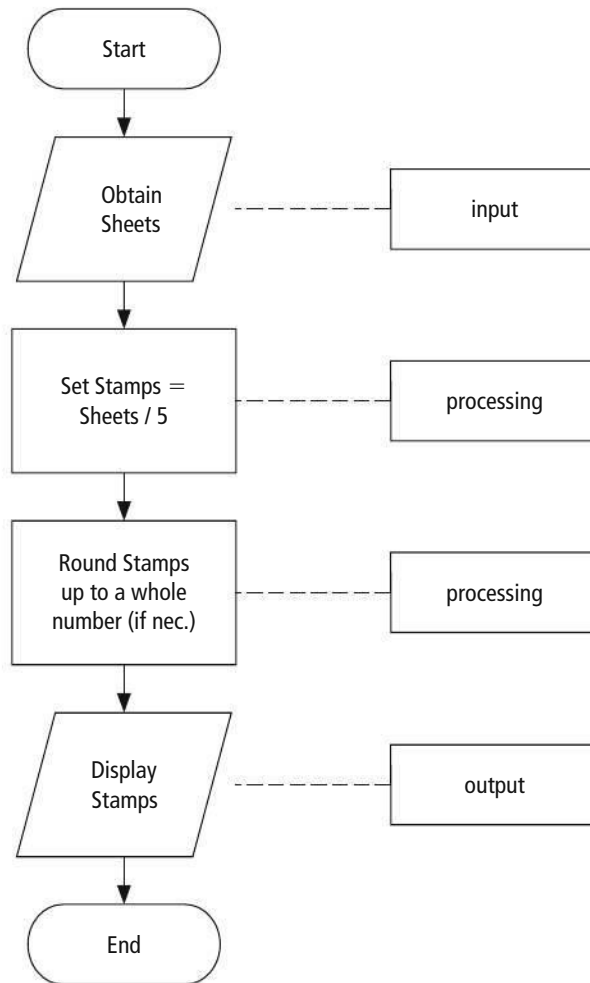 Start
Obtain
Sheets
input
Set Stamps =
Sheets / 5
processing
Round Stamps
up to a whole
number (if nec.)
processing
Display
Stamps
output
End